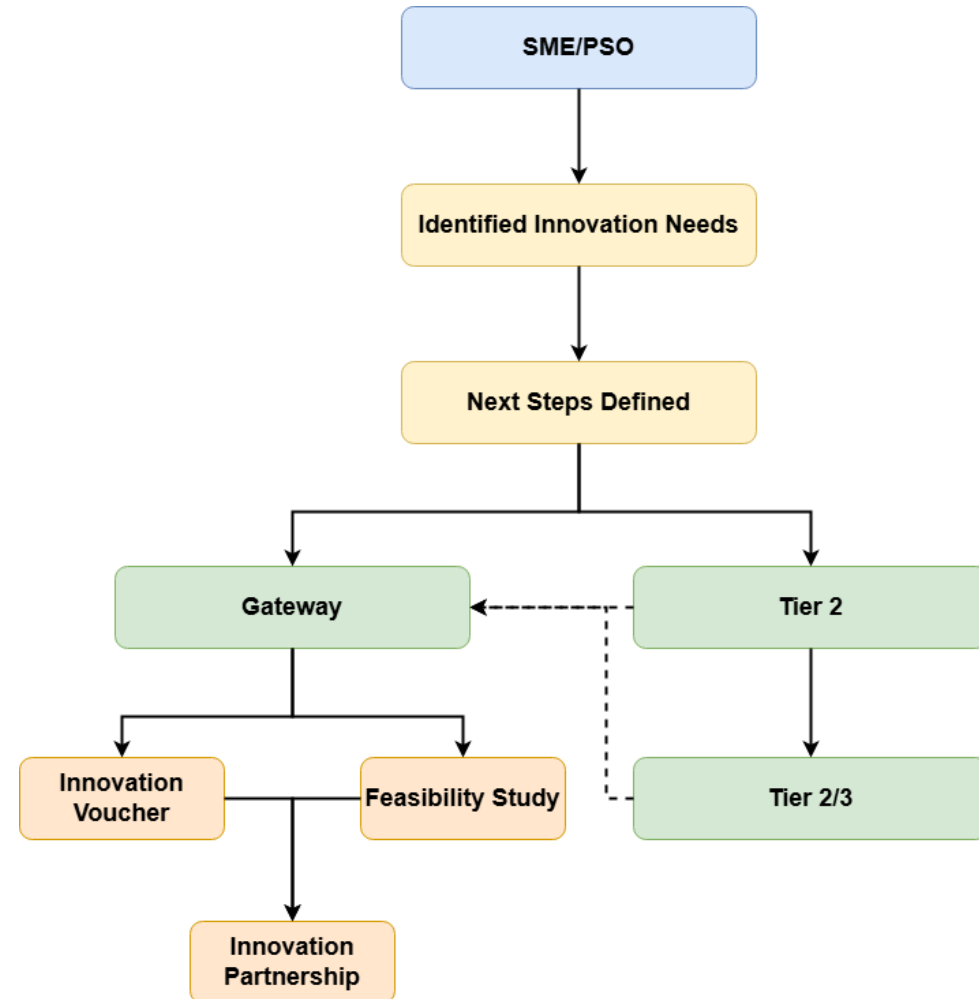 SME/PSO
Identified Innovation Needs
Next Steps Defined
Gateway
Tier 2
Innovation
Voucher
Feasibility Study
Tier 2/3
Innovation
Partnership